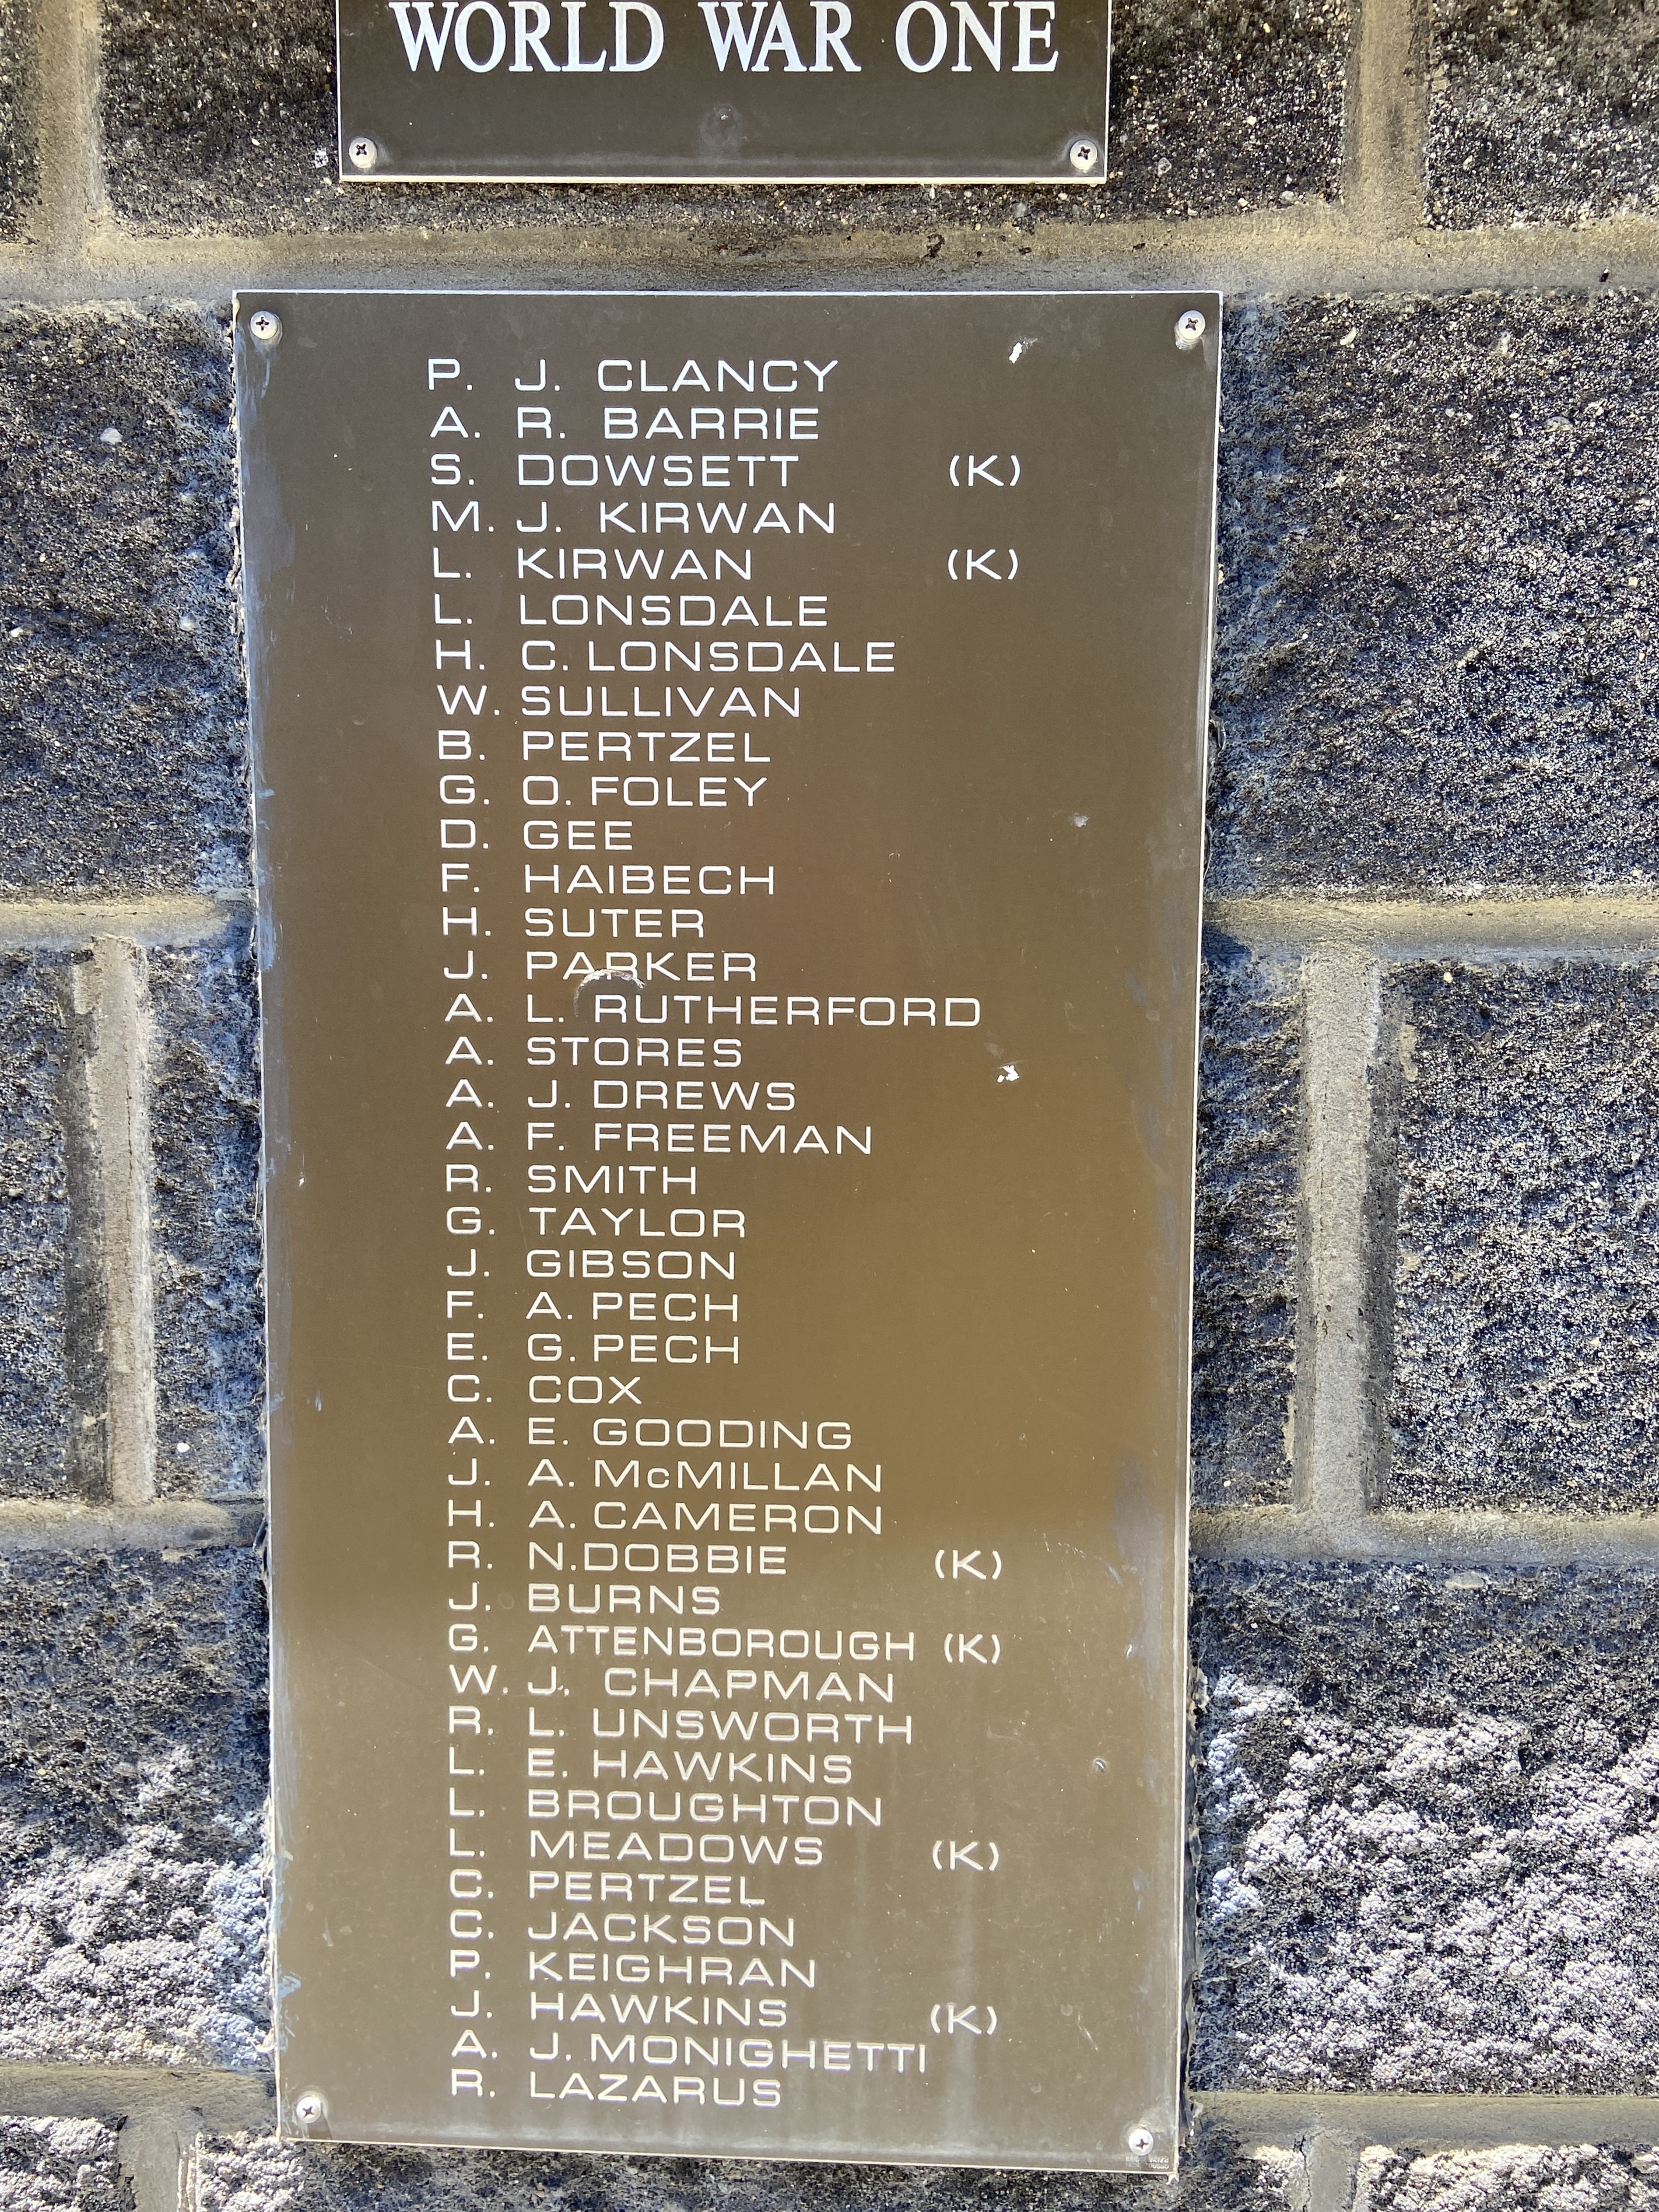 WORLD WAR ONE
P. J. CLANCY
A. R. BARRIE
S. DOWSETT (K)
M. J. KIRWAN
L. KIRWAN (K)
L. LONSDALE
H. C. LONSDALE
W. SULLIVAN
B. PERTZEL
G. O. FOLEY
D. GEE
F. HAIBECH
H. SUTER
J. PARKER
A. L. RUTHERFORD
A. STORES
A. J. DREWS
A. F. FREEMAN
R. SMITH
G. TAYLOR
J. GIBSON
F. A. PECH
E. G. PECH
C. COX
A. E. GOODING
J. A. McMILLAN
H. A. CAMERON
R. N.DOBBIE (K)
J. BURNS
G. ATTENBOROUGH (K)
W. J. CHAPMAN
R. L. UNSWORTH
L. E. HAWKINS
L. BROUGHTON
L. MEADOWS (K)
C. PERTZEL
C. JACKSON
P. KEIGHRAN
J. HAWKINS (K)
A. J. MONIGHETTI
R. LAZARUS